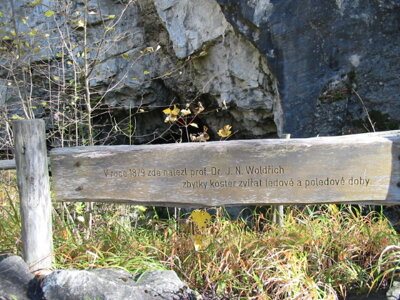 V roce 1879 zde nalezl prof. Dr. J. N. Woldřich
zbytky koster zvířat ledové a poledové doby.